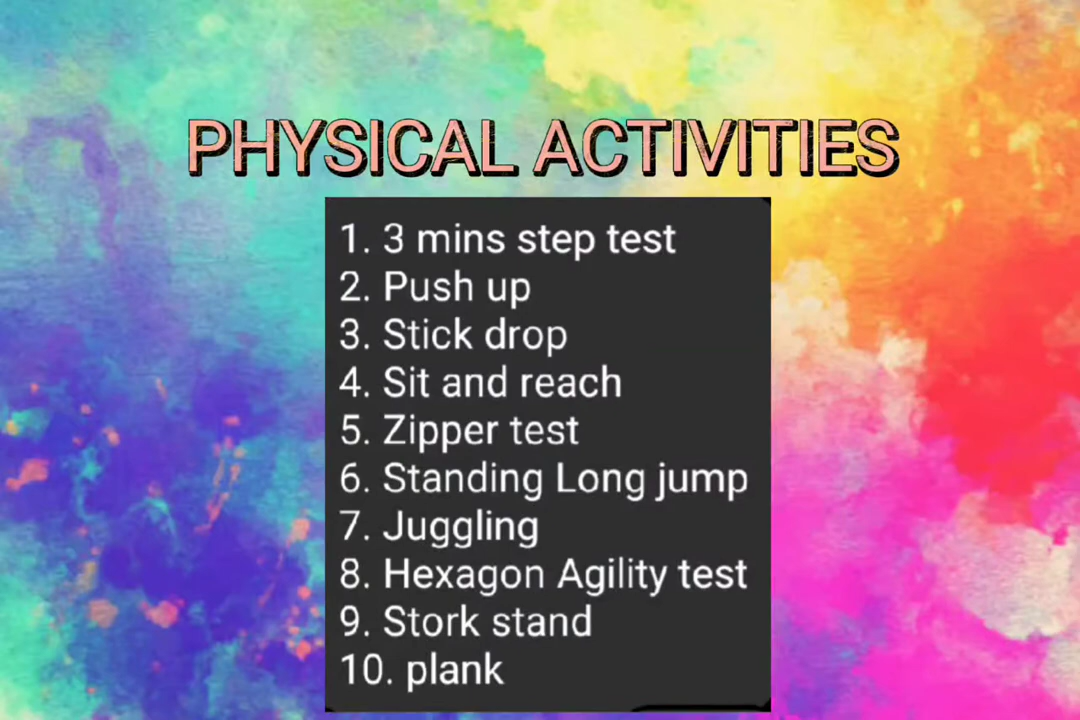 PHYSICAL ACTIVITIES
1. 3 mins step test
2. Push up
3. Stick drop
4. Sit and reach
5. Zipper test
6. Standing Long jump
7. Juggling
8. Hexagon Agility test
9. Stork stand
10. plank